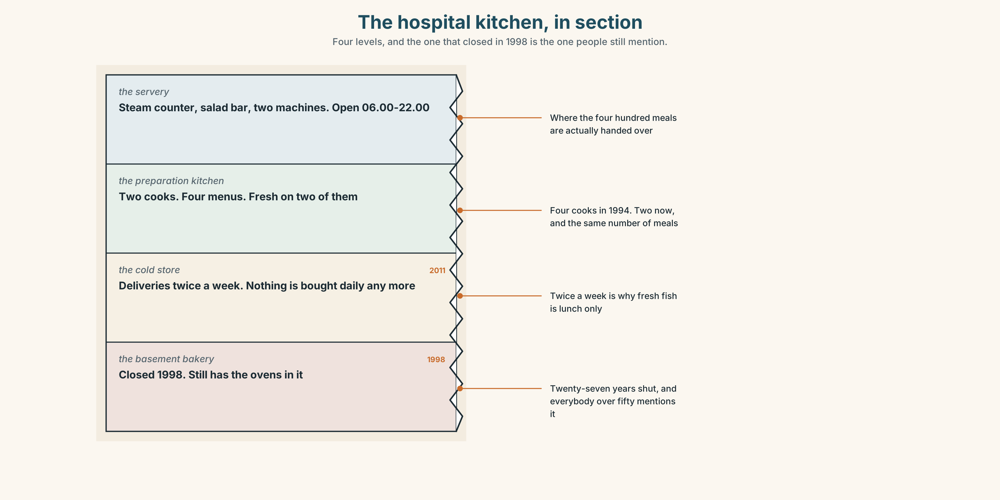 The hospital kitchen, in section
Four levels, and the one that closed in 1998 is the one people still mention.
the servery
Steam counter, salad bar, two machines. Open 06.00-22.00
Where the four hundred meals
are actually handed over
the preparation kitchen
Two cooks. Four menus. Fresh on two of them
Four cooks in 1994. Two now,
and the same number of meals
the cold store
2011
Deliveries twice a week. Nothing is bought daily any more
Twice a week is why fresh fish
is lunch only
the basement bakery
1998
Closed 1998. Still has the ovens in it
Twenty-seven years shut, and
everybody over fifty mentions
it